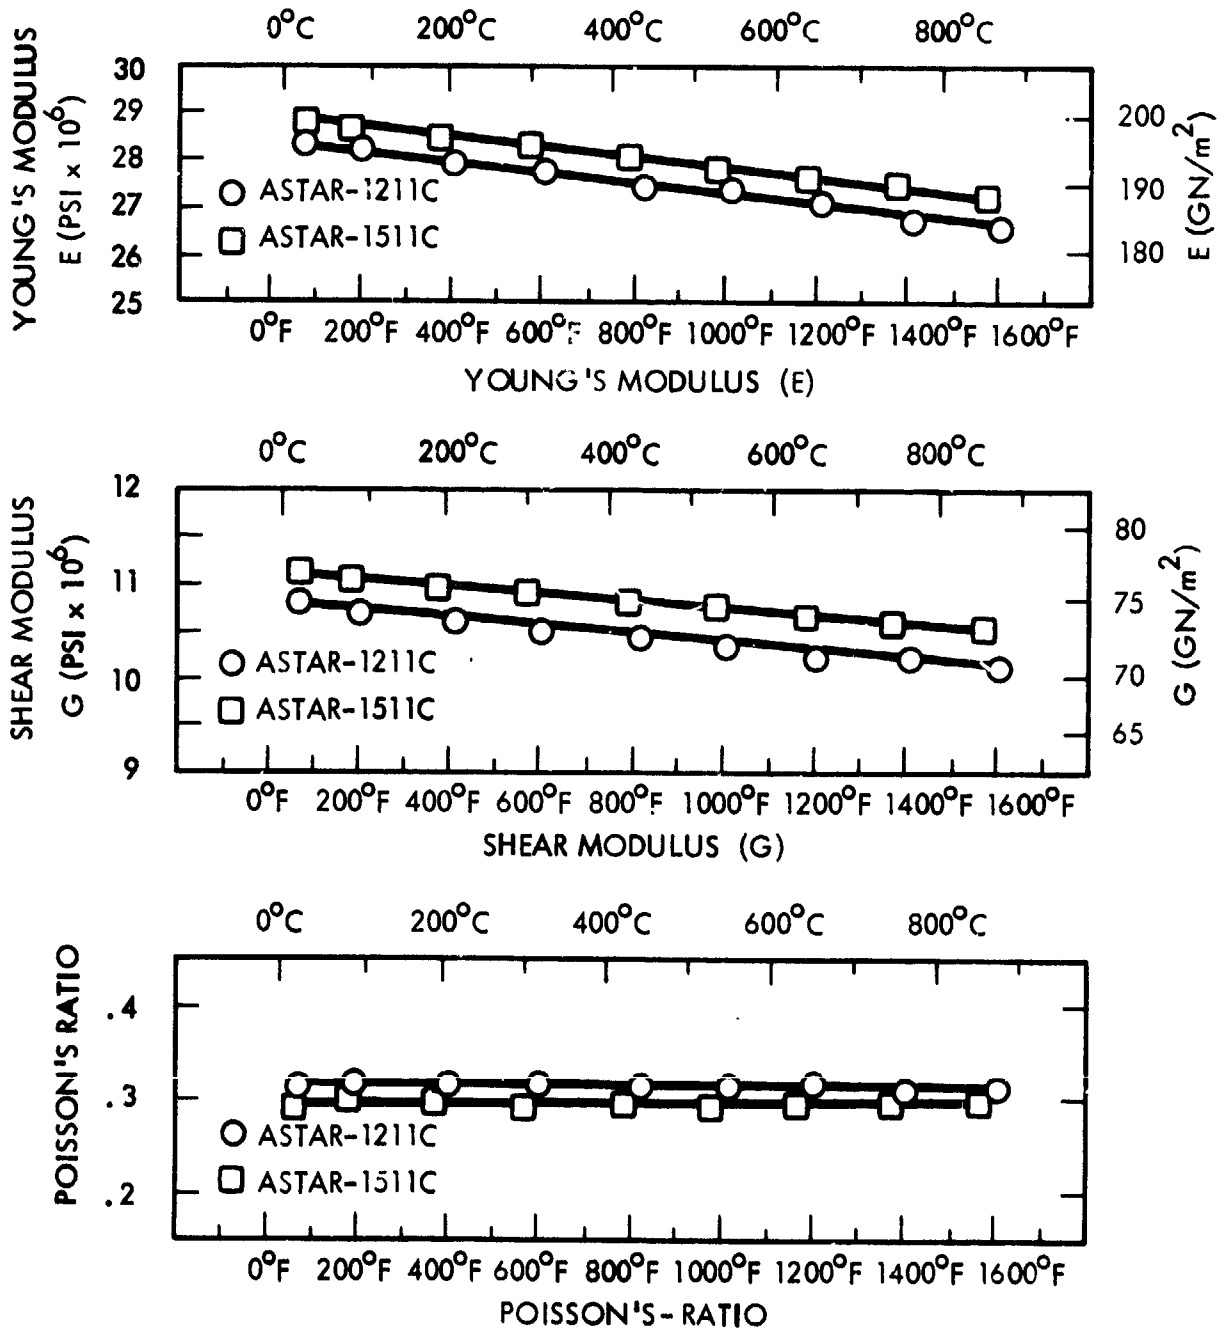 0°C 200°C 400°C 600°C 800°C
YOUNG'S MODULUS
E (PSI x 10⁶)
30
29
28
27
26
25
200
190
180
E (GN/m²)
ASTAR-1211C
ASTAR-1511C
0°F 200°F 400°F 600°F 800°F 1000°F 1200°F 1400°F 1600°F
YOUNG'S MODULUS (E)
0°C 200°C 400°C 600°C 800°C
SHEAR MODULUS
G (PSI x 10⁶)
12
11
10
9
80
75
70
65
G (GN/m²)
ASTAR-1211C
ASTAR-1511C
0°F 200°F 400°F 600°F 800°F 1000°F 1200°F 1400°F 1600°F
SHEAR MODULUS (G)
0°C 200°C 400°C 600°C 800°C
POISSON'S RATIO
.4
.3
.2
ASTAR-1211C
ASTAR-1511C
0°F 200°F 400°F 600°F 800°F 1000°F 1200°F 1400°F 1600°F
POISSON'S-RATIO